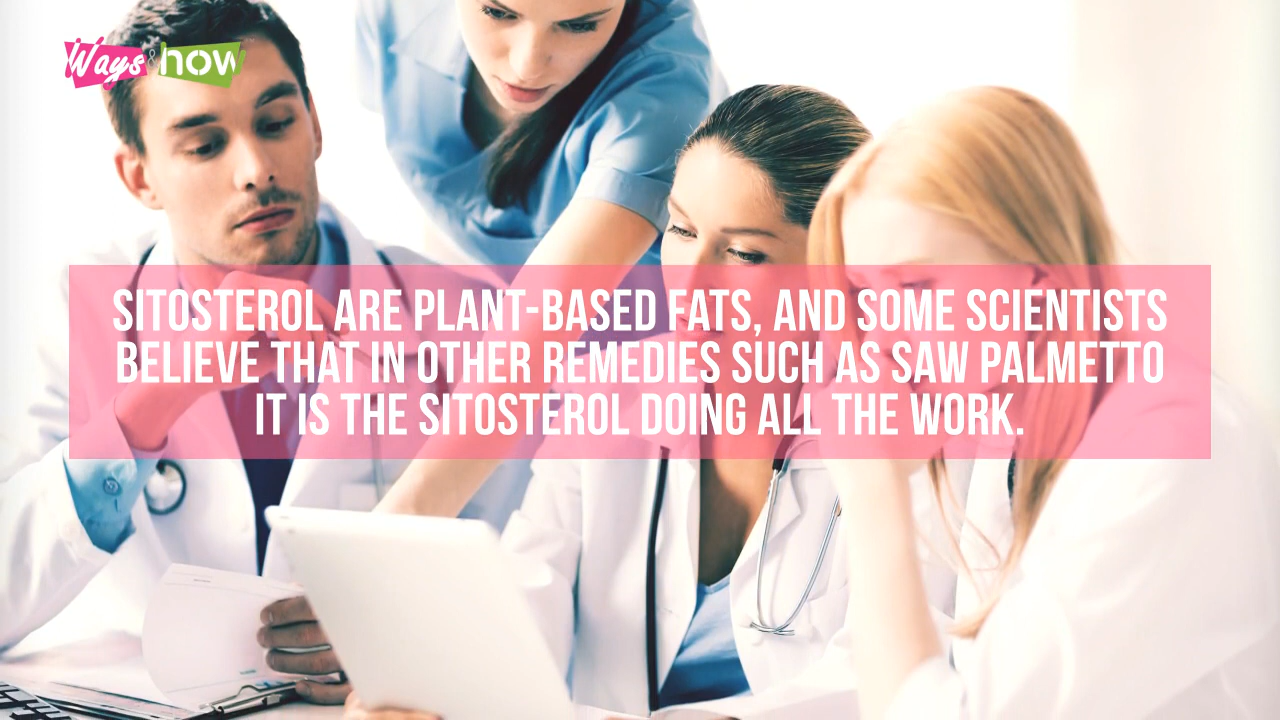 Ways & how
SITOSTEROL ARE PLANT-BASED FATS, AND SOME SCIENTISTS
BELIEVE THAT IN OTHER REMEDIES SUCH AS SAW PALMETTO
IT IS THE SITOSTEROL DOING ALL THE WORK.